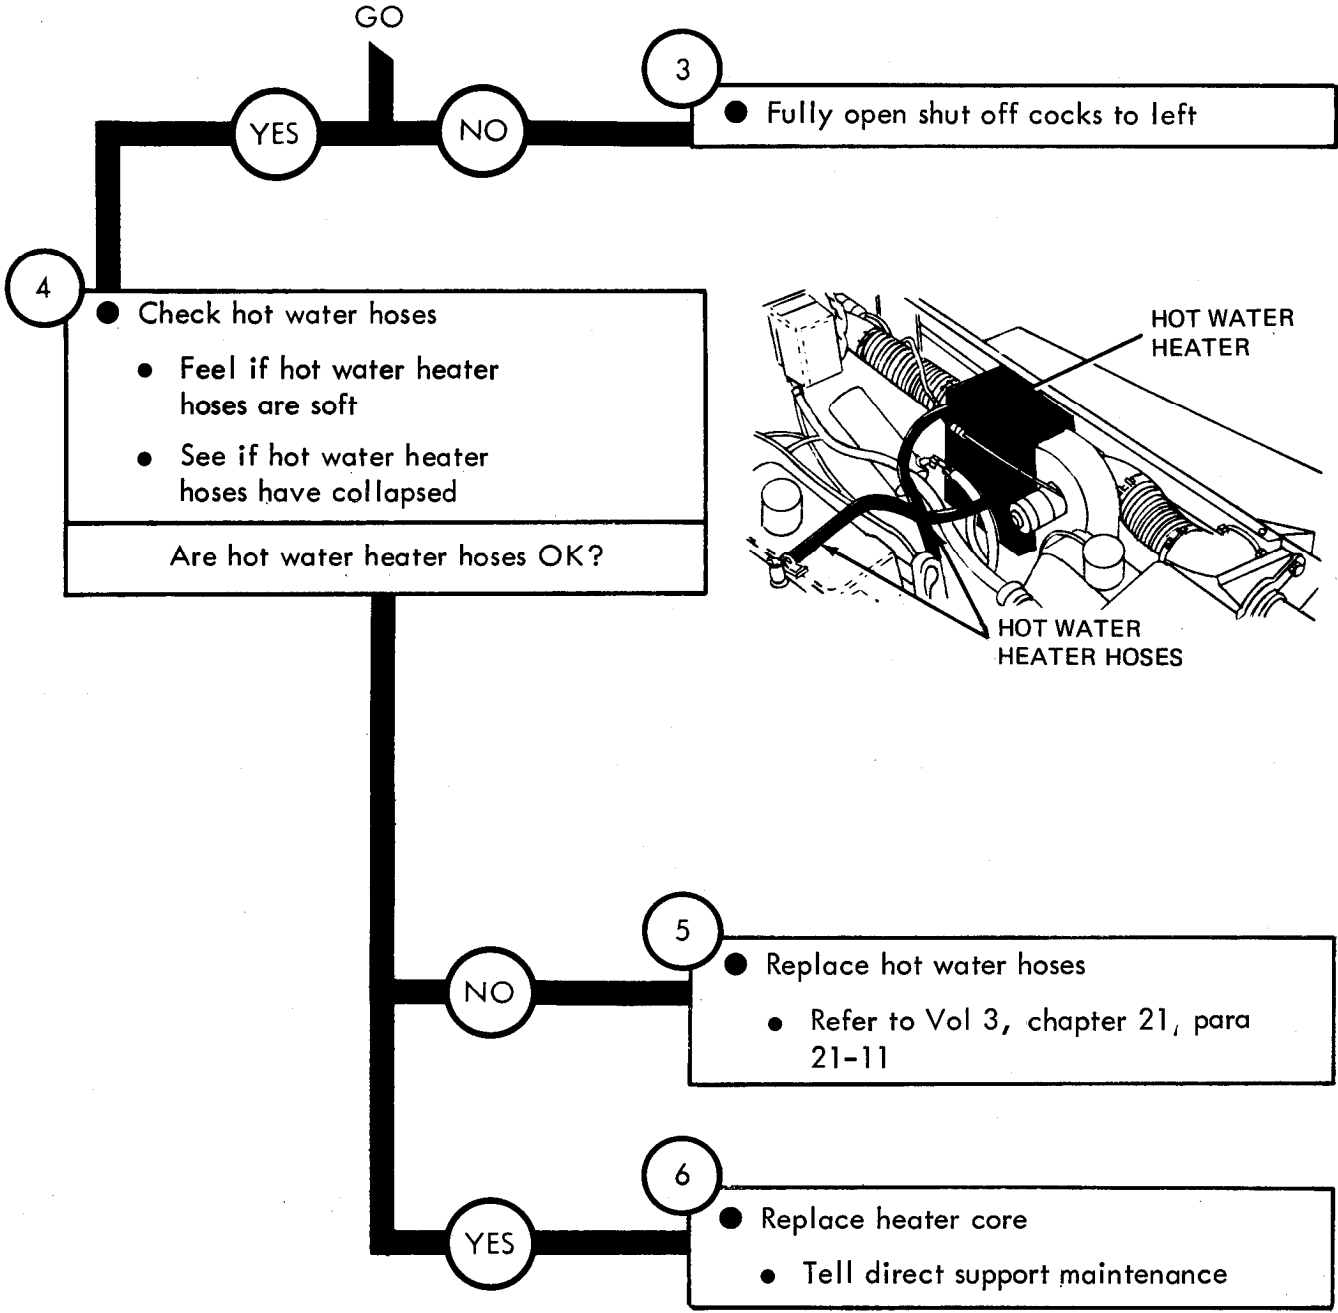 GO
YES
NO
3
● Fully open shut off cocks to left
4
● Check hot water hoses
● Feel if hot water heater
hoses are soft
● See if hot water heater
hoses have collapsed
Are hot water heater hoses OK?
HOT WATER
HEATER
HOT WATER
HEATER HOSES
5
NO
● Replace hot water hoses
● Refer to Vol 3, chapter 21, para
21-11
6
YES
● Replace heater core
● Tell direct support maintenance